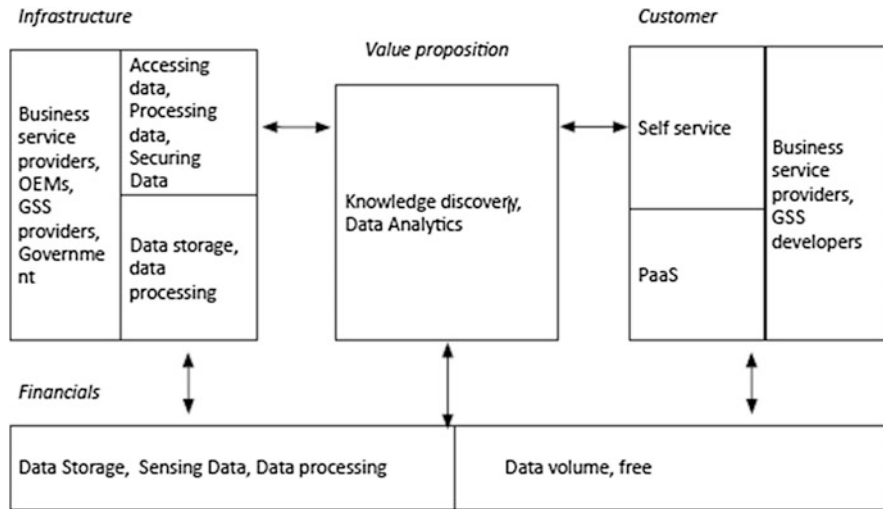 Infrastructure
Customer
Value proposition
Business
service
providers,
OEMs,
GSS
providers,
Governme
nt
Accessing
data,
Processing
data,
Securing
Data
Data storage,
data
processing
Knowledge discovery,
Data Analytics
Self service
PaaS
Business
service
providers,
GSS
developers
Financials
Data Storage, Sensing Data, Data processing
Data volume, free